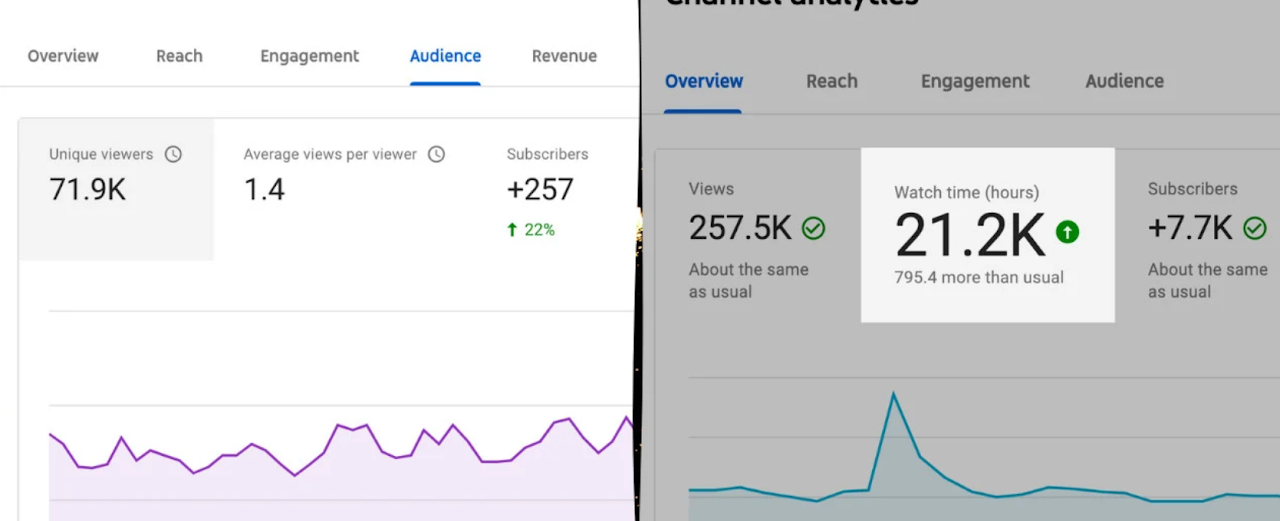 Overview Reach Engagement Audience Revenue
Unique viewers Average views per viewer Subscribers
71.9K 1.4 +257
22%
Channel analytics
Overview Reach Engagement Audience
Views Watch time (hours) Subscribers
257.5K 21.2K +7.7K
About the same 795.4 more than usual About the same
as usual as usual